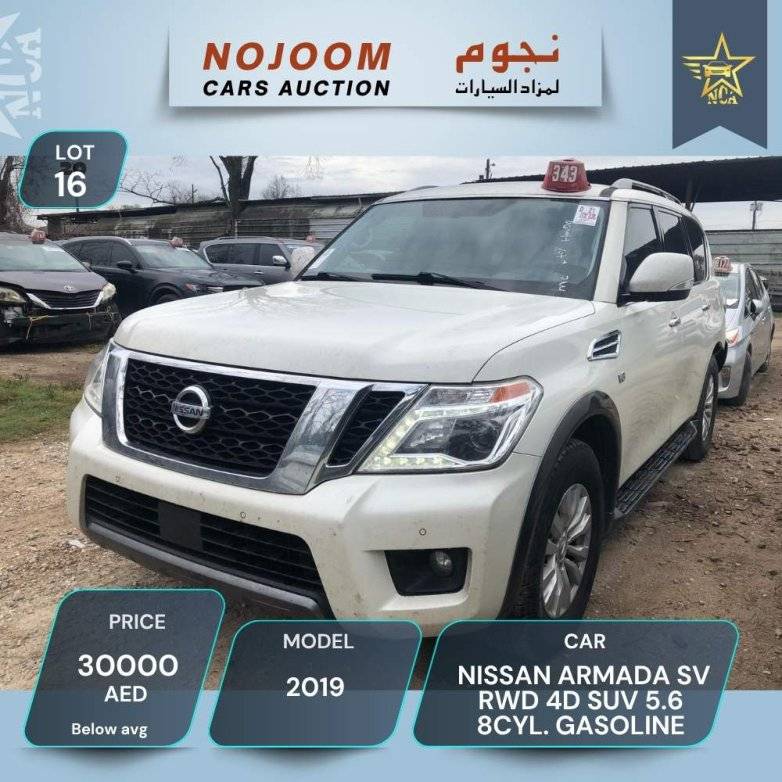 NOJOOM
CARS AUCTION
نجوم
لمزاد السيارات
NCA
NCA
LOT
16
343
NISSAN
PRICE
30000
AED
Below avg
MODEL
2019
CAR
NISSAN ARMADA SV
RWD 4D SUV 5.6
8CYL. GASOLINE